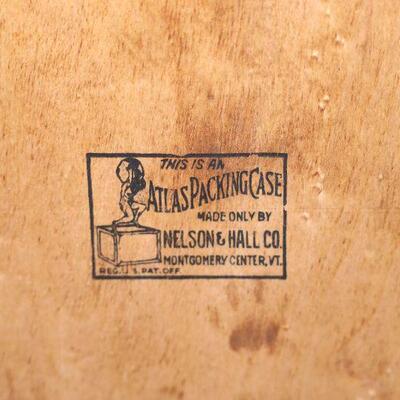 THIS IS AN
ATLAS PACKING CASE
MADE ONLY BY
NELSON & HALL CO.
MONTGOMERY CENTER, VT.
REG. U.S. PAT. OFF.